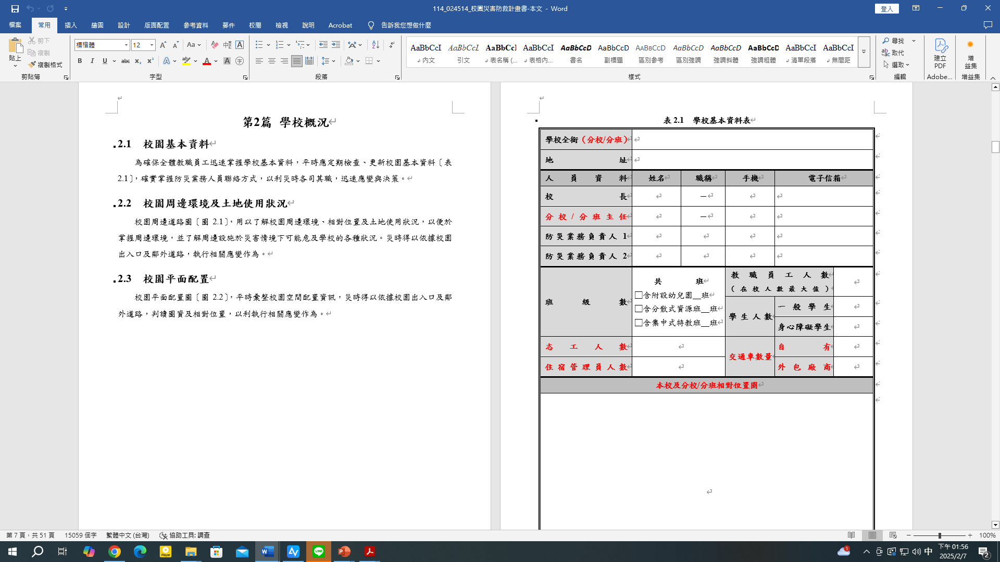 114_024514_校園災害防救計畫書-本文 - Word
登入
檔案 常用 插入 繪圖 設計 版面配置 參考資料 郵件 校閱 檢視 說明 Acrobat 告訴我您想做什麼
貼上
剪下
複製
複製格式
剪貼簿
標楷體 12
字型
段落
AaBbCcI AaBbCcL AaBbCcI AaBbCcI AaBbCcD AaBbCcD AaBbCcD AaBbCcD AaBbCcD AaBbCcD AaBbCcI AaBbCcI
內文 引文 表名稱 (... 表格內... 書名 副標題 區別參考 區別強調 強調斜體 強調粗體 清單段落 無間距
樣式
尋找
取代
選取
編輯
建立
PDF
Adobe...
增
益集
增益集
第2篇 學校概況
2.1 校園基本資料
為確保全體教職員工迅速掌握學校基本資料，平時應定期檢查、更新校園基本資料〔表
2.1〕，確實掌握防災業務人員聯絡方式，以利災時各司其職，迅速應變與決策。
2.2 校園周邊環境及土地使用狀況
校園周邊道路圖〔圖 2.1〕，用以了解校園周邊環境、相對位置及土地使用狀況，以便於
掌握周邊環境，並了解周邊設施於災害情境下可能危及學校的各種狀況。災時得以依據校園
出入口及鄰外道路，執行相關應變作為。
2.3 校園平面配置
校園平面配置圖〔圖 2.2〕，平時彙整校園空間配置資訊，災時得以依據校園出入口及鄰
外道路，判讀圖資及相對位置，以利執行相關應變作為。
表 2.1 學校基本資料表
學校全銜（分校/分班）
地址
人員資料 姓名 職稱 手機 電子信箱
校長 —
分校/分班主任 —
防災業務負責人 1
防災業務負責人 2
班級數
共 班
□含附設幼兒園__班
□含分散式資源班__班
□含集中式特教班__班
教職員工人數
（在校人數最大值）
學生人數
一般學生
身心障礙學生
志工人數
交通車數量
自有
住宿管理員人數
外包廠商
本校及分校/分班相對位置圖
第 7 頁，共 51 頁 15059 個字 繁體中文 (台灣) 協助工具: 調查
100%
中
下午 01:56
2025/2/7
1
2